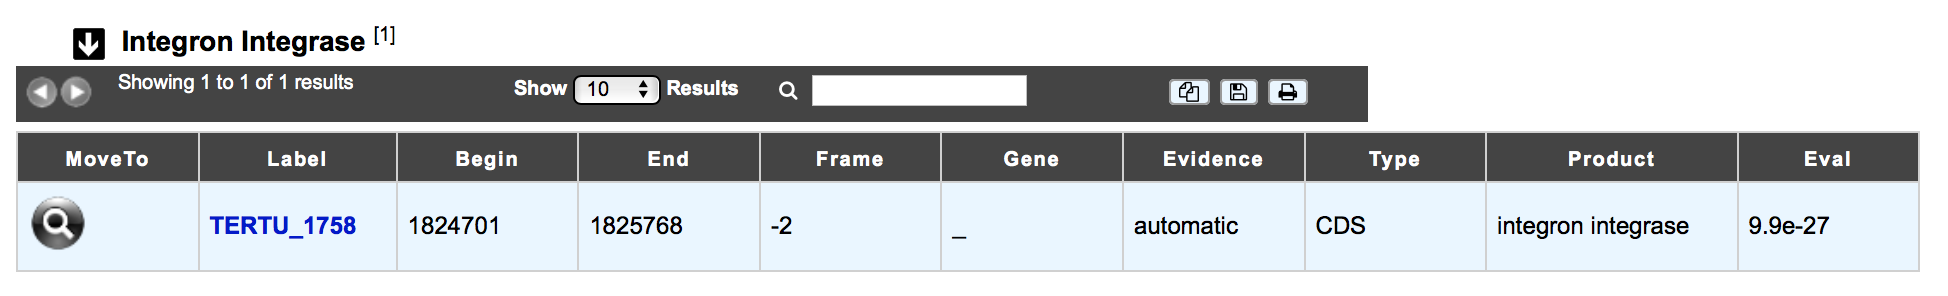 Integron Integrase [1]
Showing 1 to 1 of 1 results Show 10 Results
MoveTo Label Begin End Frame Gene Evidence Type Product Eval
TERTU_1758 1824701 1825768 -2 _ automatic CDS integron integrase 9.9e-27